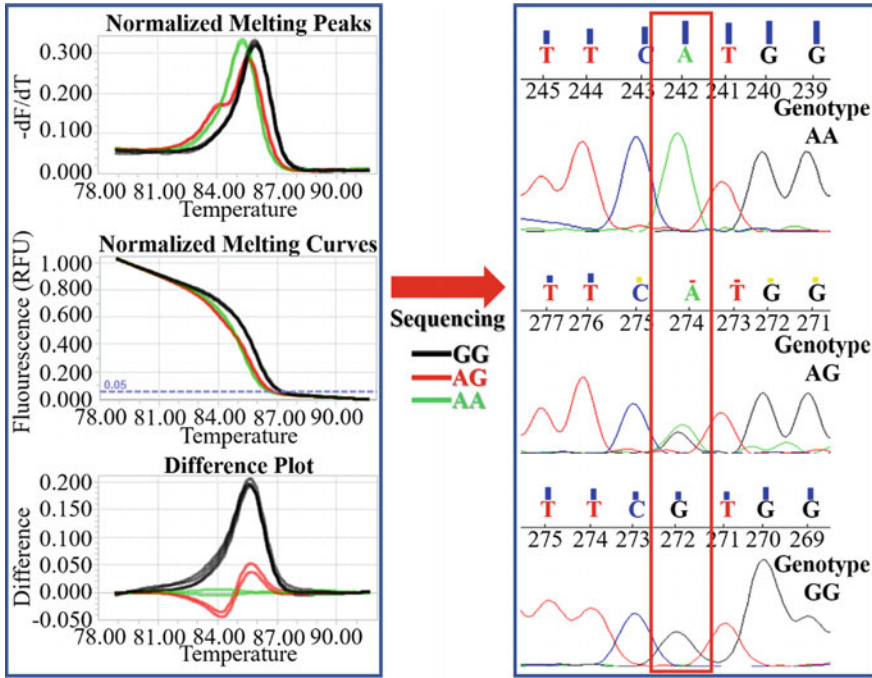 Normalized Melting Peaks
-dF/dT
0.300
0.200
0.100
0.000
78.00 81.00 84.00 87.00 90.00
Temperature
Normalized Melting Curves
Fluourescence (RFU)
1.000
0.800
0.600
0.400
0.200
0.05
0.000
78.00 81.00 84.00 87.00 90.00
Temperature
Difference Plot
Difference
0.200
0.150
0.100
0.050
0.000
-0.050
78.00 81.00 84.00 87.00 90.00
Temperature
Sequencing
GG
AG
AA
T T C A T G G
245 244 243 242 241 240 239
Genotype
AA
T T C A T G G
277 276 275 274 273 272 271
Genotype
AG
T T C G T G G
275 274 273 272 271 270 269
Genotype
GG